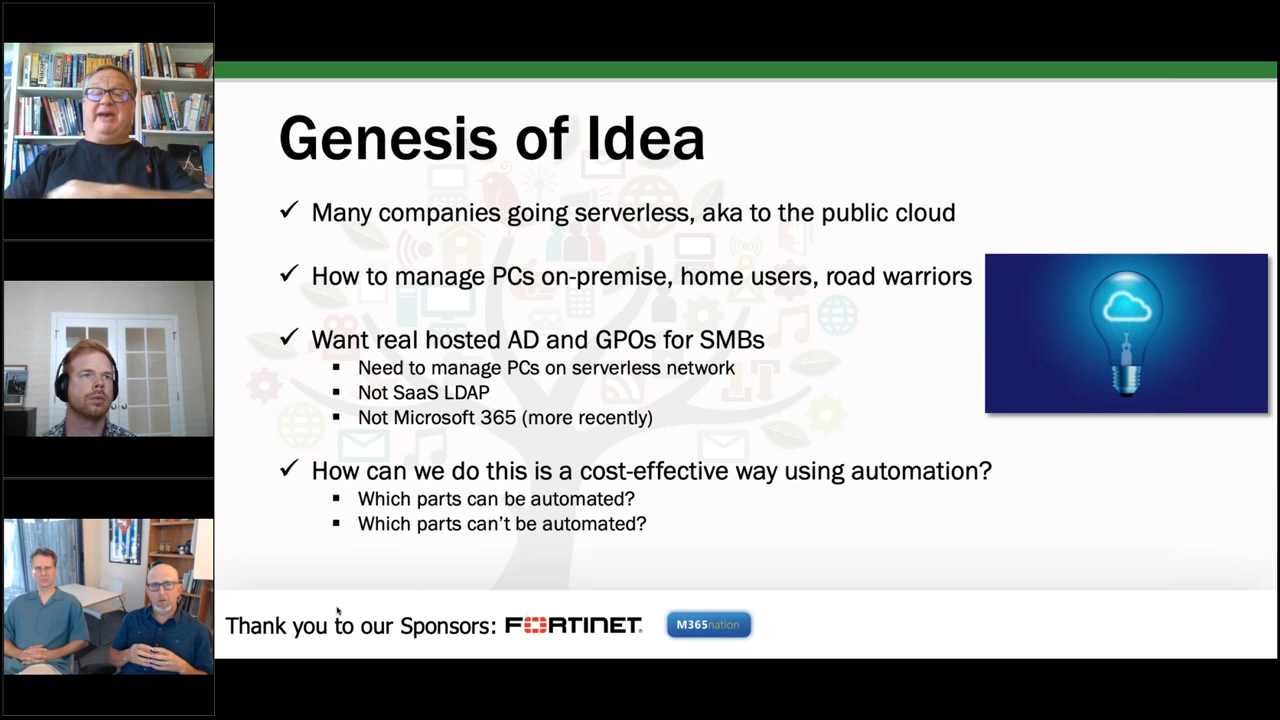 Genesis of Idea
✓ Many companies going serverless, aka to the public cloud
✓ How to manage PCs on-premise, home users, road warriors
✓ Want real hosted AD and GPOs for SMBs
▪ Need to manage PCs on serverless network
▪ Not SaaS LDAP
▪ Not Microsoft 365 (more recently)
✓ How can we do this is a cost-effective way using automation?
▪ Which parts can be automated?
▪ Which parts can’t be automated?
Thank you to our Sponsors: FORTINET. M365nation